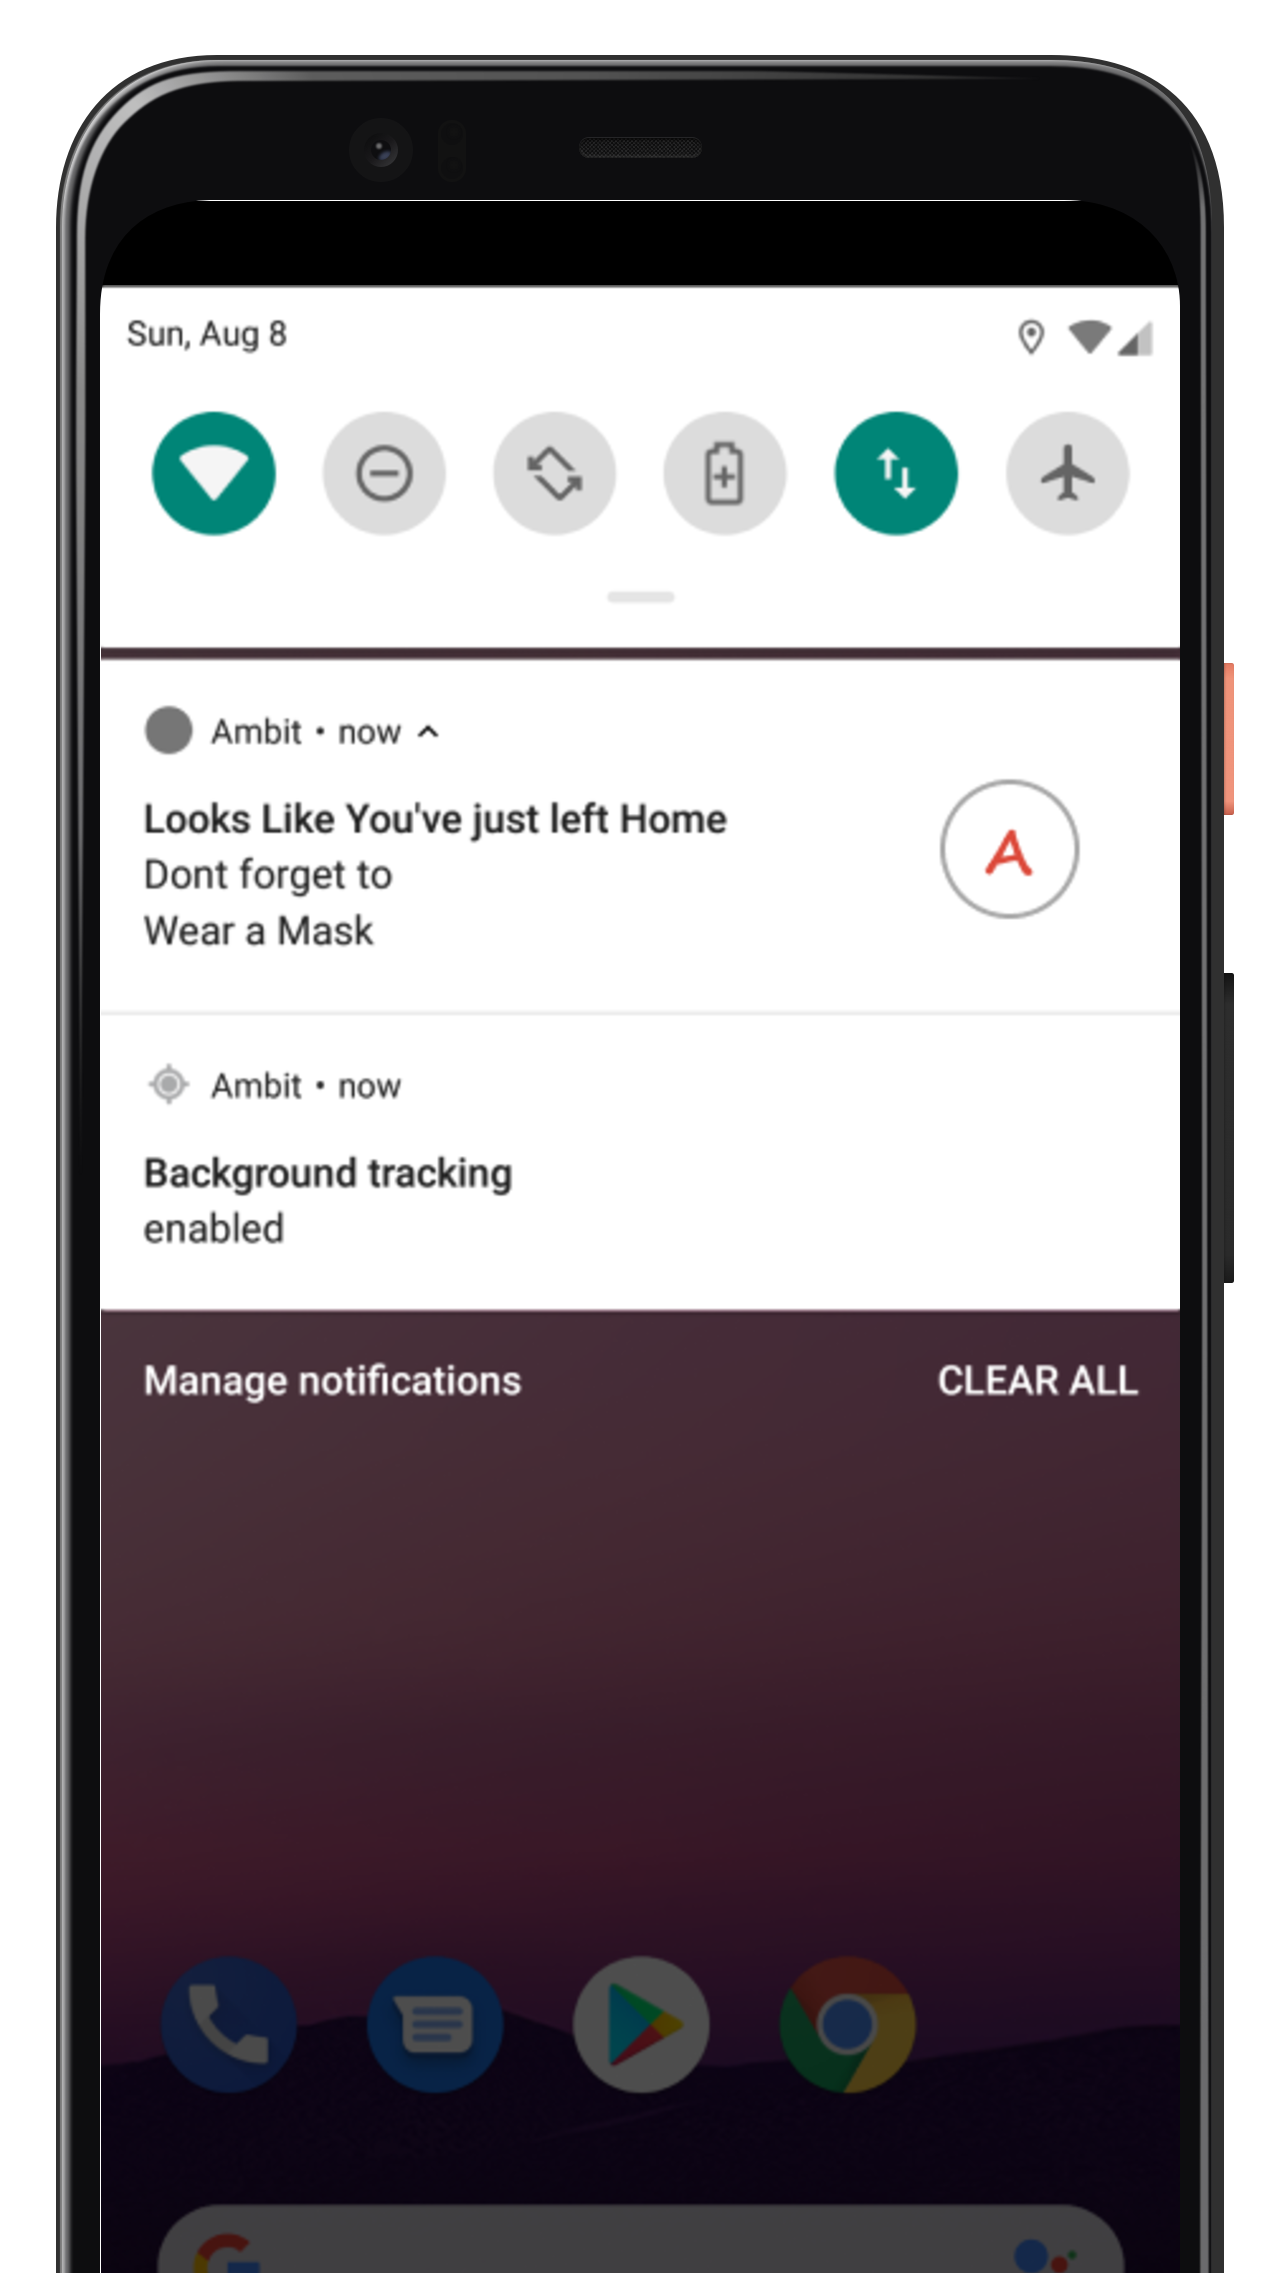 Sun, Aug 8
Ambit • now
Looks Like You've just left Home
Dont forget to
Wear a Mask
A
Ambit • now
Background tracking
enabled
Manage notifications CLEAR ALL
G